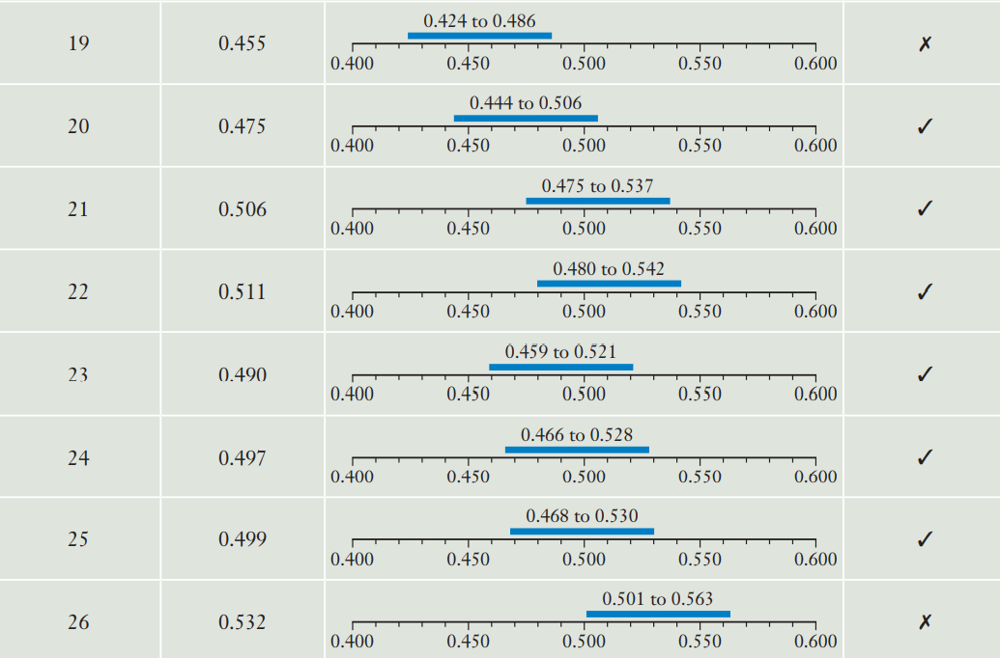 0.424 to 0.486
19 0.455 ✗
0.400 0.450 0.500 0.550 0.600
0.444 to 0.506
20 0.475 ✓
0.400 0.450 0.500 0.550 0.600
0.475 to 0.537
21 0.506 ✓
0.400 0.450 0.500 0.550 0.600
0.480 to 0.542
22 0.511 ✓
0.400 0.450 0.500 0.550 0.600
0.459 to 0.521
23 0.490 ✓
0.400 0.450 0.500 0.550 0.600
0.466 to 0.528
24 0.497 ✓
0.400 0.450 0.500 0.550 0.600
0.468 to 0.530
25 0.499 ✓
0.400 0.450 0.500 0.550 0.600
0.501 to 0.563
26 0.532 ✗
0.400 0.450 0.500 0.550 0.600